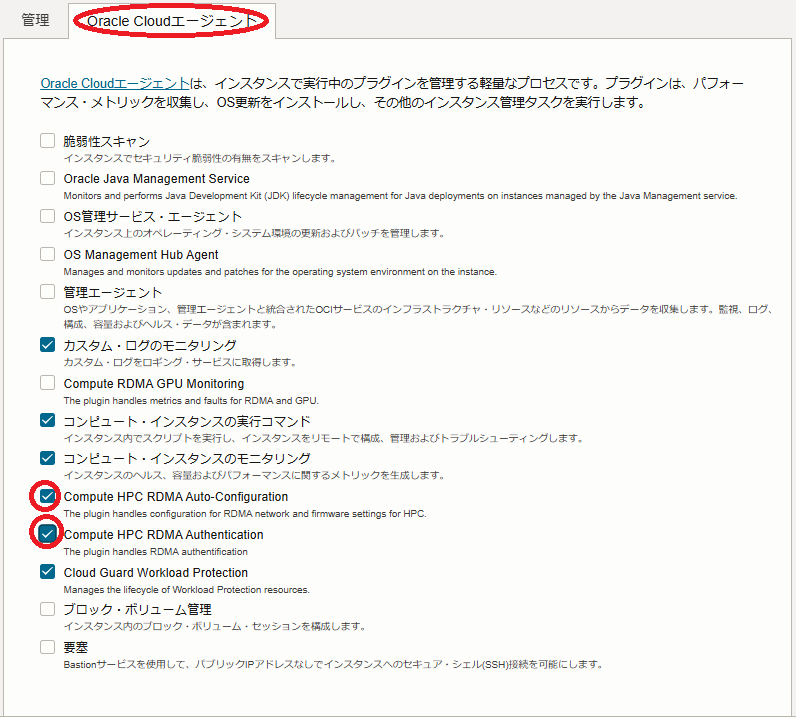 管理
Oracle Cloudエージェント
Oracle Cloudエージェントは、インスタンスで実行中のプラグインを管理する軽量なプロセスです。プラグインは、パフォー
マンス・メトリックを収集し、OS更新をインストールし、その他のインスタンス管理タスクを実行します。
脆弱性スキャン
インスタンスでセキュリティ脆弱性の有無をスキャンします。
Oracle Java Management Service
Monitors and performs Java Development Kit (JDK) lifecycle management for Java deployments on instances managed by the Java Management service.
OS管理サービス・エージェント
インスタンス上のオペレーティング・システム環境の更新およびパッチを管理します。
OS Management Hub Agent
Manages and monitors updates and patches for the operating system environment on the instance.
管理エージェント
OSやアプリケーション、管理エージェントと統合されたOCIサービスのインフラストラクチャ・リソースなどのリソースからデータを収集します。監視、ログ、
構成、容量およびヘルス・データが含まれます。
カスタム・ログのモニタリング
カスタム・ログをロギング・サービスに取得します。
Compute RDMA GPU Monitoring
The plugin handles metrics and faults for RDMA and GPU.
コンピュート・インスタンスの実行コマンド
インスタンス内でスクリプトを実行し、インスタンスをリモートで構成、管理およびトラブルシューティングします。
コンピュート・インスタンスのモニタリング
インスタンスのヘルス、容量およびパフォーマンスに関するメトリックを生成します。
Compute HPC RDMA Auto-Configuration
The plugin handles configuration for RDMA network and firmware settings for HPC.
Compute HPC RDMA Authentication
The plugin handles RDMA authentification
Cloud Guard Workload Protection
Manages the lifecycle of Workload Protection resources.
ブロック・ボリューム管理
インスタンス内のブロック・ボリューム・セッションを構成します。
要塞
Bastionサービスを使用して、パブリックIPアドレスなしでインスタンスへのセキュア・シェル(SSH)接続を可能にします。